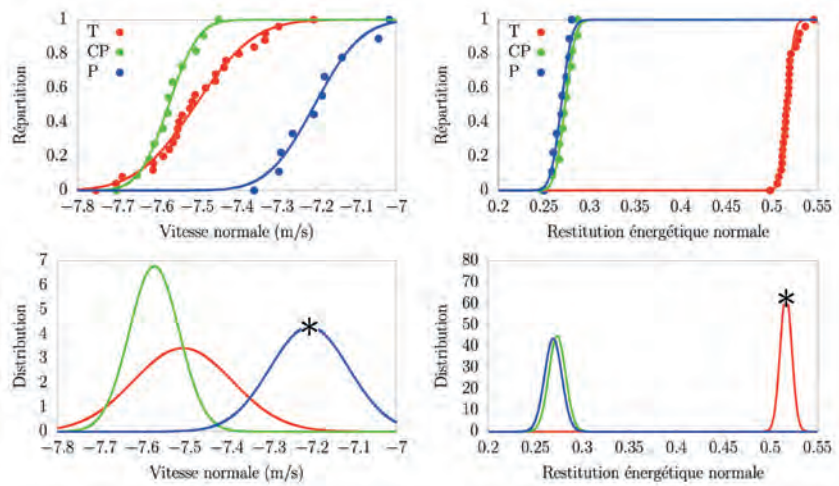 1
0.8
0.6
0.4
0.2
0
Répartition
T
CP
P
−7.8 −7.7 −7.6 −7.5 −7.4 −7.3 −7.2 −7.1 −7
Vitesse normale (m/s)
1
0.8
0.6
0.4
0.2
0
Répartition
T
CP
P
0.2 0.25 0.3 0.35 0.4 0.45 0.5 0.55
Restitution énergétique normale
7
6
5
4
3
2
1
0
Distribution
*
−7.8 −7.7 −7.6 −7.5 −7.4 −7.3 −7.2 −7.1 −7
Vitesse normale (m/s)
80
70
60
50
40
30
20
10
0
Distribution
*
0.2 0.25 0.3 0.35 0.4 0.45 0.5 0.55
Restitution énergétique normale